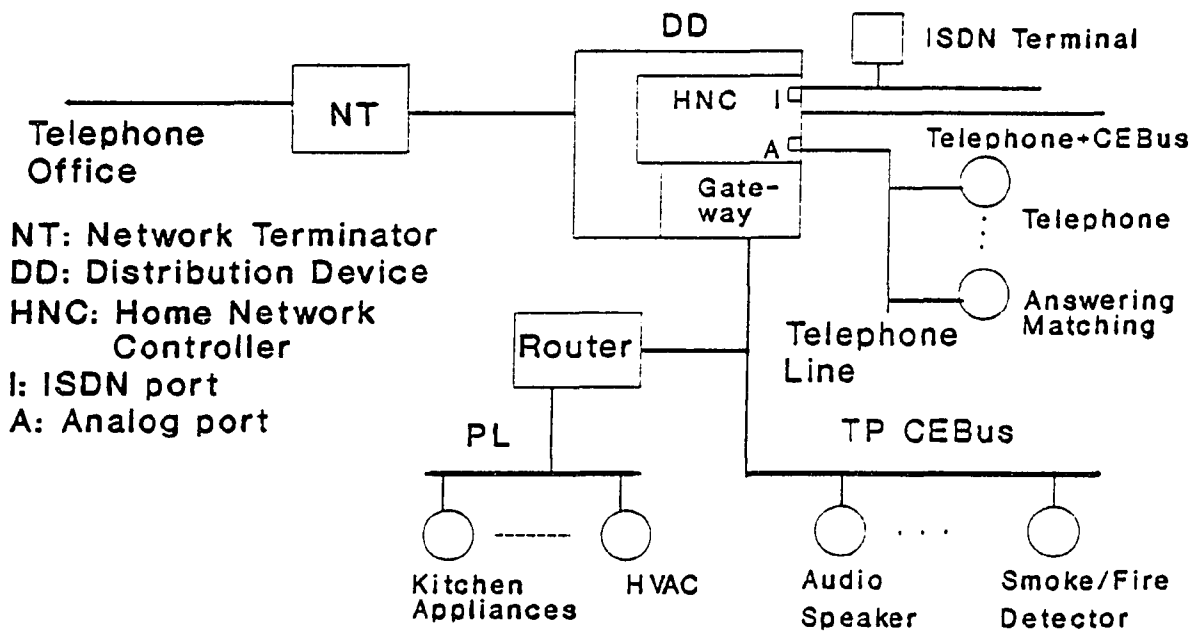 DD
ISDN Terminal
NT
HNC
I
Telephone
Office
Telephone+CEBus
A
Gate-
way
Telephone
NT: Network Terminator
DD: Distribution Device
HNC: Home Network
Controller
I: ISDN port
A: Analog port
Answering
Matching
Telephone
Line
Router
PL
TP CEBus
Kitchen
Appliances
HVAC
Audio
Speaker
Smoke/Fire
Detector